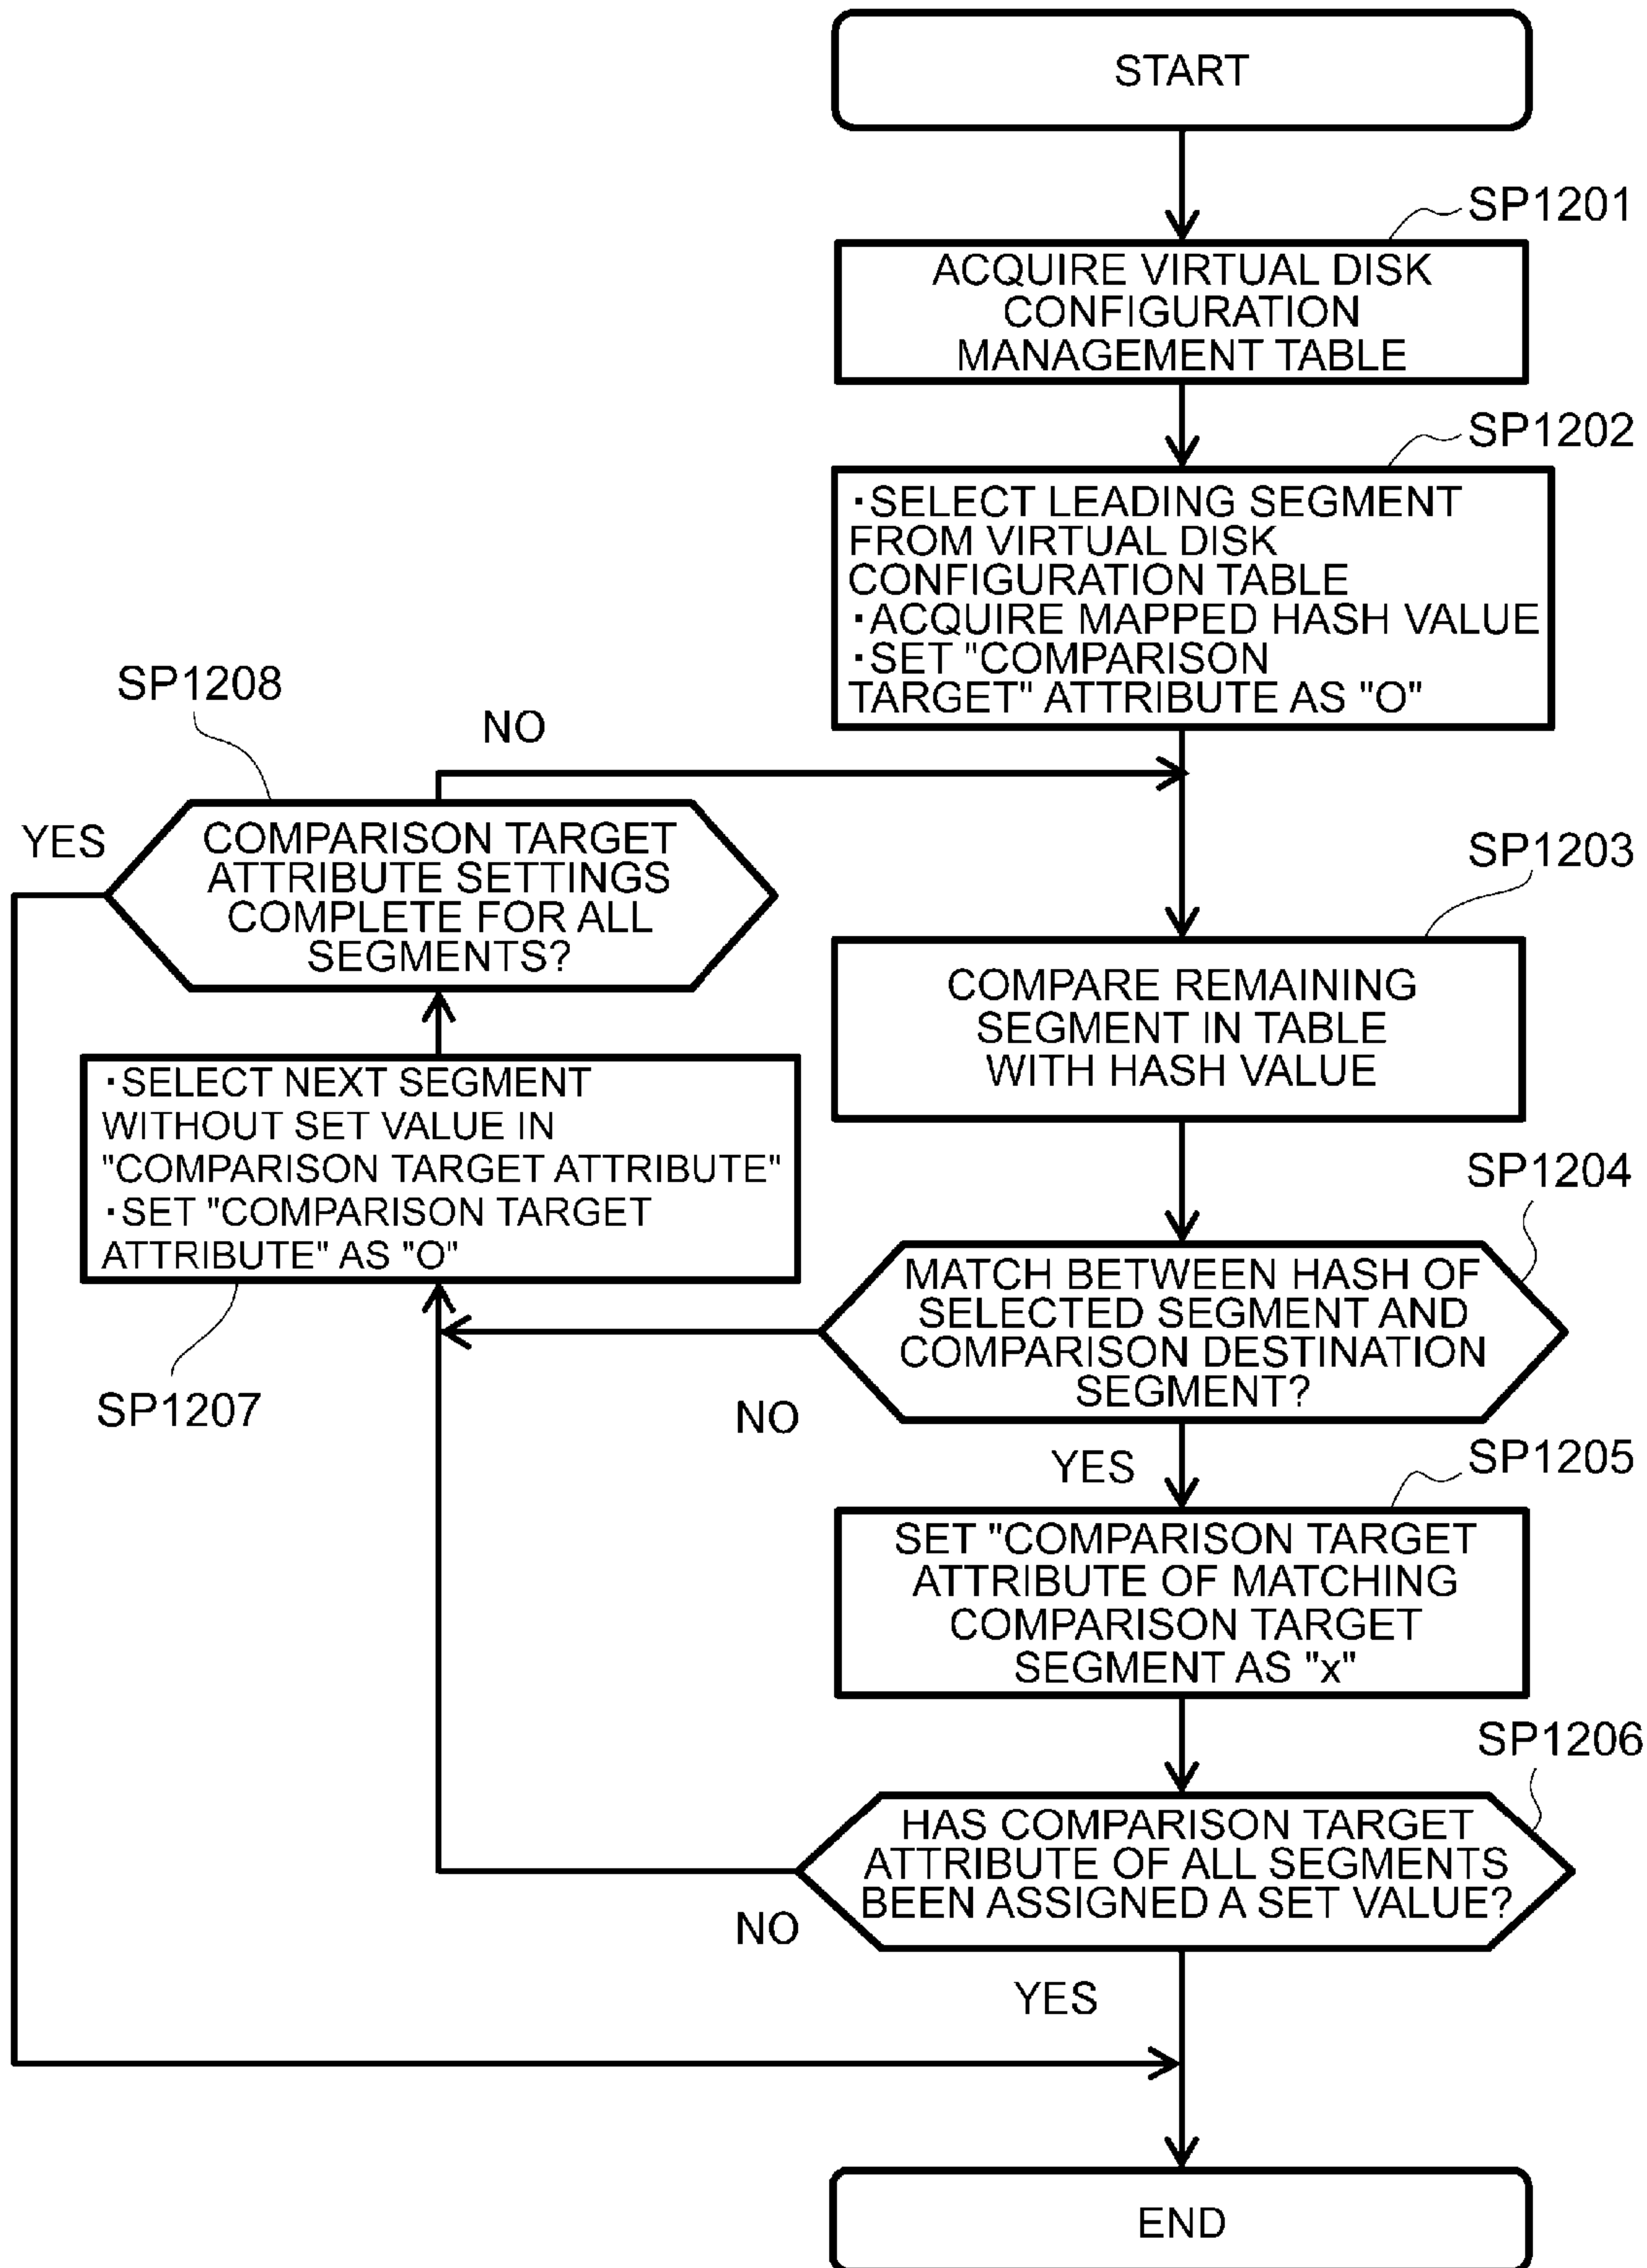 START
SP1201
ACQUIRE VIRTUAL DISK
CONFIGURATION
MANAGEMENT TABLE
SP1202
・SELECT LEADING SEGMENT
FROM VIRTUAL DISK
CONFIGURATION TABLE
・ACQUIRE MAPPED HASH VALUE
・SET "COMPARISON
TARGET" ATTRIBUTE AS "O"
SP1208
NO
YES
COMPARISON TARGET
ATTRIBUTE SETTINGS
COMPLETE FOR ALL
SEGMENTS?
SP1203
COMPARE REMAINING
SEGMENT IN TABLE
WITH HASH VALUE
・SELECT NEXT SEGMENT
WITHOUT SET VALUE IN
"COMPARISON TARGET ATTRIBUTE"
・SET "COMPARISON TARGET
ATTRIBUTE" AS "O"
SP1207
SP1204
MATCH BETWEEN HASH OF
SELECTED SEGMENT AND
COMPARISON DESTINATION
SEGMENT?
NO
YES
SP1205
SET "COMPARISON TARGET
ATTRIBUTE OF MATCHING
COMPARISON TARGET
SEGMENT AS "x"
SP1206
HAS COMPARISON TARGET
ATTRIBUTE OF ALL SEGMENTS
BEEN ASSIGNED A SET VALUE?
NO
YES
END